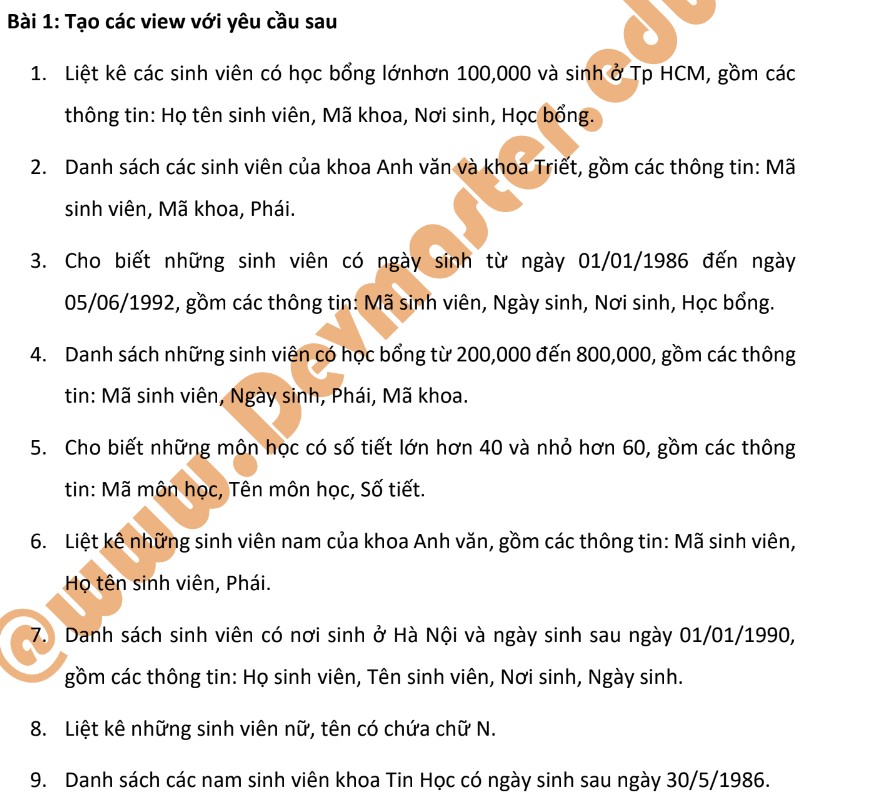 Bài 1: Tạo các view với yêu cầu sau
1. Liệt kê các sinh viên có học bổng lớnhơn 100,000 và sinh ở Tp HCM, gồm các
thông tin: Họ tên sinh viên, Mã khoa, Nơi sinh, Học bổng.
2. Danh sách các sinh viên của khoa Anh văn và khoa Triết, gồm các thông tin: Mã
sinh viên, Mã khoa, Phái.
3. Cho biết những sinh viên có ngày sinh từ ngày 01/01/1986 đến ngày
05/06/1992, gồm các thông tin: Mã sinh viên, Ngày sinh, Nơi sinh, Học bổng.
4. Danh sách những sinh viên có học bổng từ 200,000 đến 800,000, gồm các thông
tin: Mã sinh viên, Ngày sinh, Phái, Mã khoa.
5. Cho biết những môn học có số tiết lớn hơn 40 và nhỏ hơn 60, gồm các thông
tin: Mã môn học, Tên môn học, Số tiết.
6. Liệt kê những sinh viên nam của khoa Anh văn, gồm các thông tin: Mã sinh viên,
Họ tên sinh viên, Phái.
7. Danh sách sinh viên có nơi sinh ở Hà Nội và ngày sinh sau ngày 01/01/1990,
gồm các thông tin: Họ sinh viên, Tên sinh viên, Nơi sinh, Ngày sinh.
8. Liệt kê những sinh viên nữ, tên có chứa chữ N.
9. Danh sách các nam sinh viên khoa Tin Học có ngày sinh sau ngày 30/5/1986.
@www.Devmaster.edu